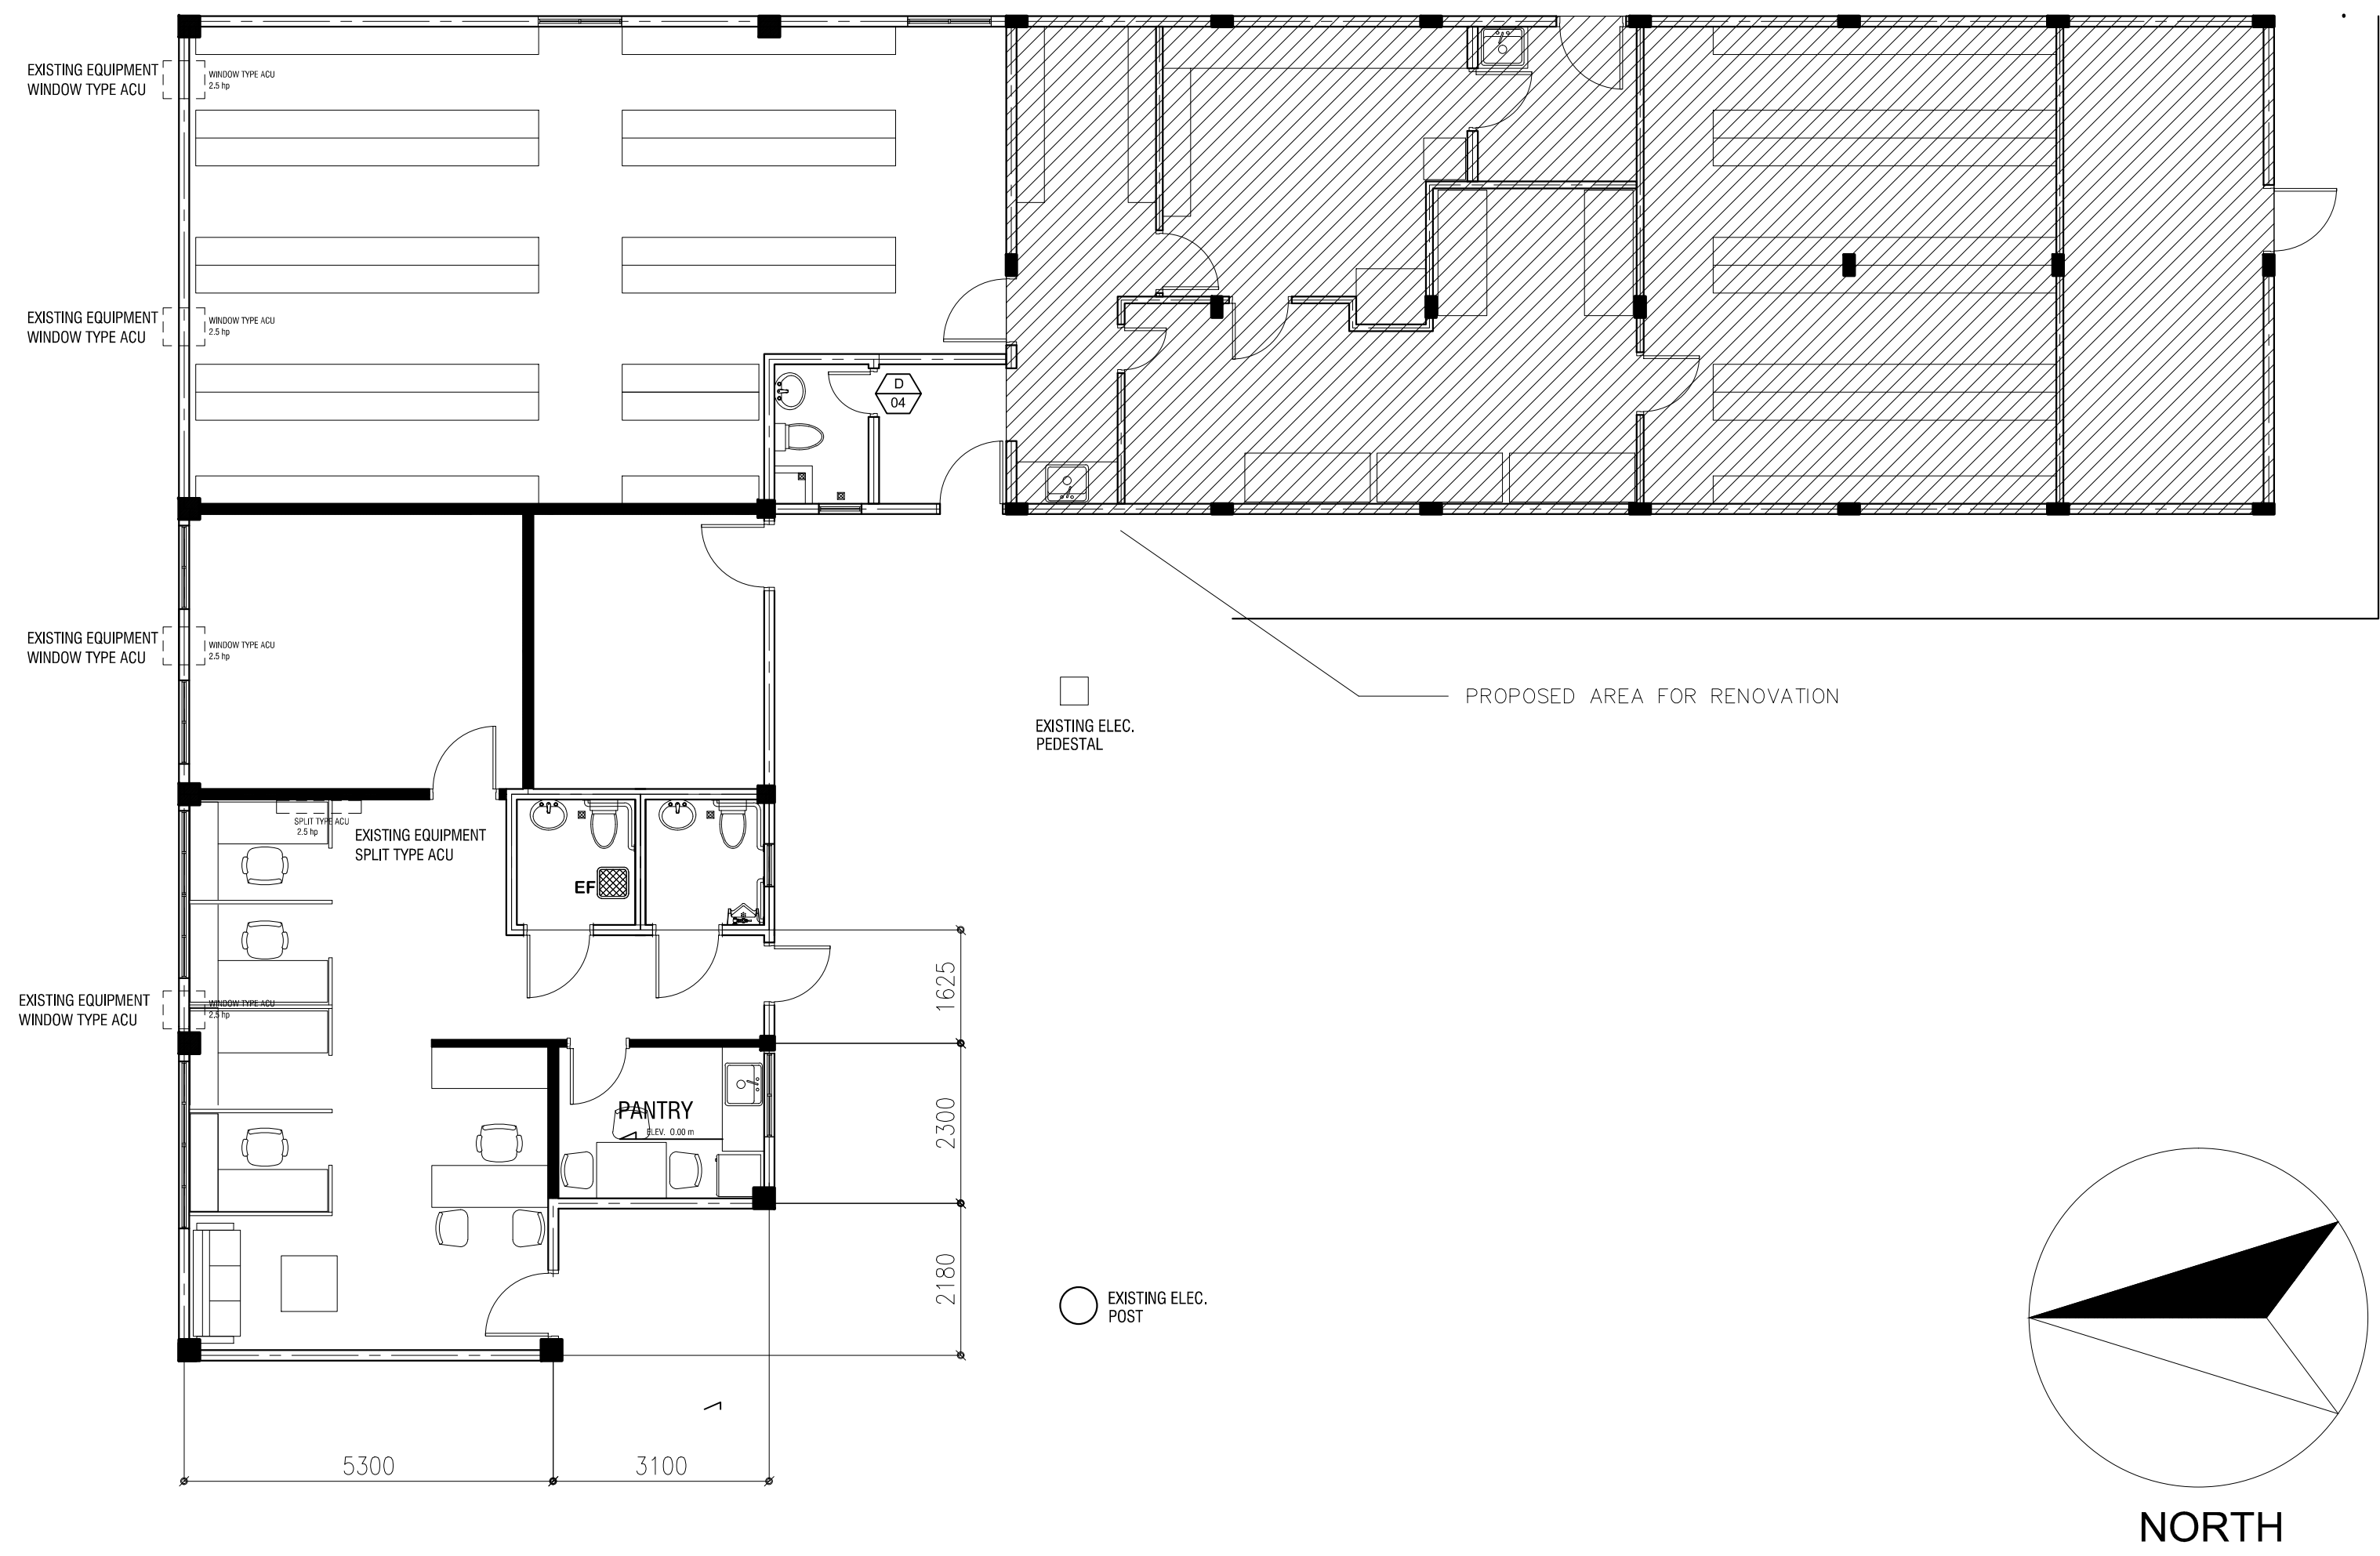 EXISTING EQUIPMENT
WINDOW TYPE ACU
WINDOW TYPE ACU
2.5 hp
EXISTING EQUIPMENT
WINDOW TYPE ACU
WINDOW TYPE ACU
2.5 hp
D
04
EXISTING EQUIPMENT
WINDOW TYPE ACU
WINDOW TYPE ACU
2.5 hp
PROPOSED AREA FOR RENOVATION
EXISTING ELEC.
PEDESTAL
SPLIT TYPE ACU
2.5 hp
EXISTING EQUIPMENT
SPLIT TYPE ACU
EF
EXISTING EQUIPMENT
WINDOW TYPE ACU
WINDOW TYPE ACU
2.5 hp
1625
PANTRY
ELEV. 0.00 m
2300
2180
EXISTING ELEC.
POST
5300
3100
NORTH